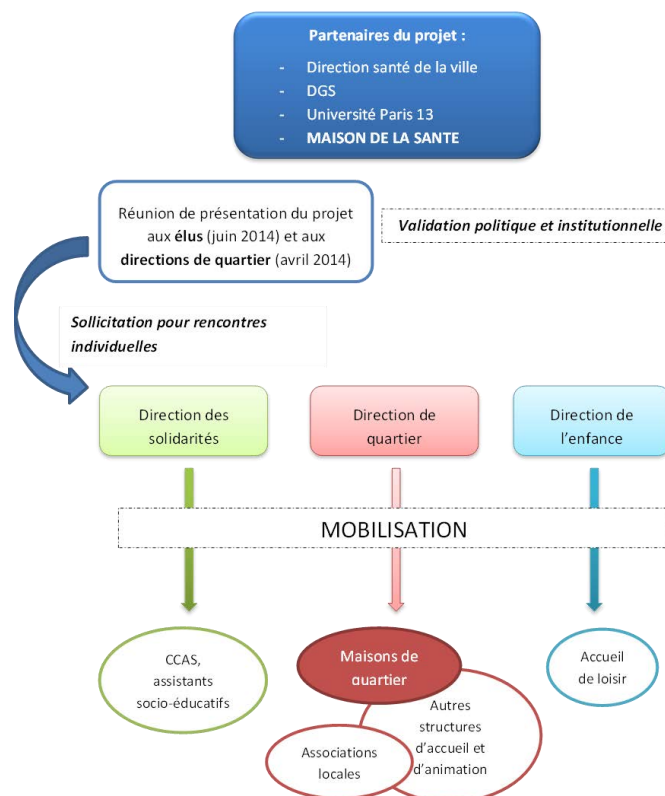 Partenaires du projet :
- Direction santé de la ville
- DGS
- Université Paris 13
- MAISON DE LA SANTE
Réunion de présentation du projet
aux élus (juin 2014) et aux
directions de quartier (avril 2014)
Validation politique et institutionnelle
Sollicitation pour rencontres
individuelles
Direction des
solidarités
Direction de
quartier
Direction de
l'enfance
MOBILISATION
CCAS,
assistants
socio-éducatifs
Maisons de
quartier
Accueil
de loisir
Autres
structures
d'accueil et
d'animation
Associations
locales